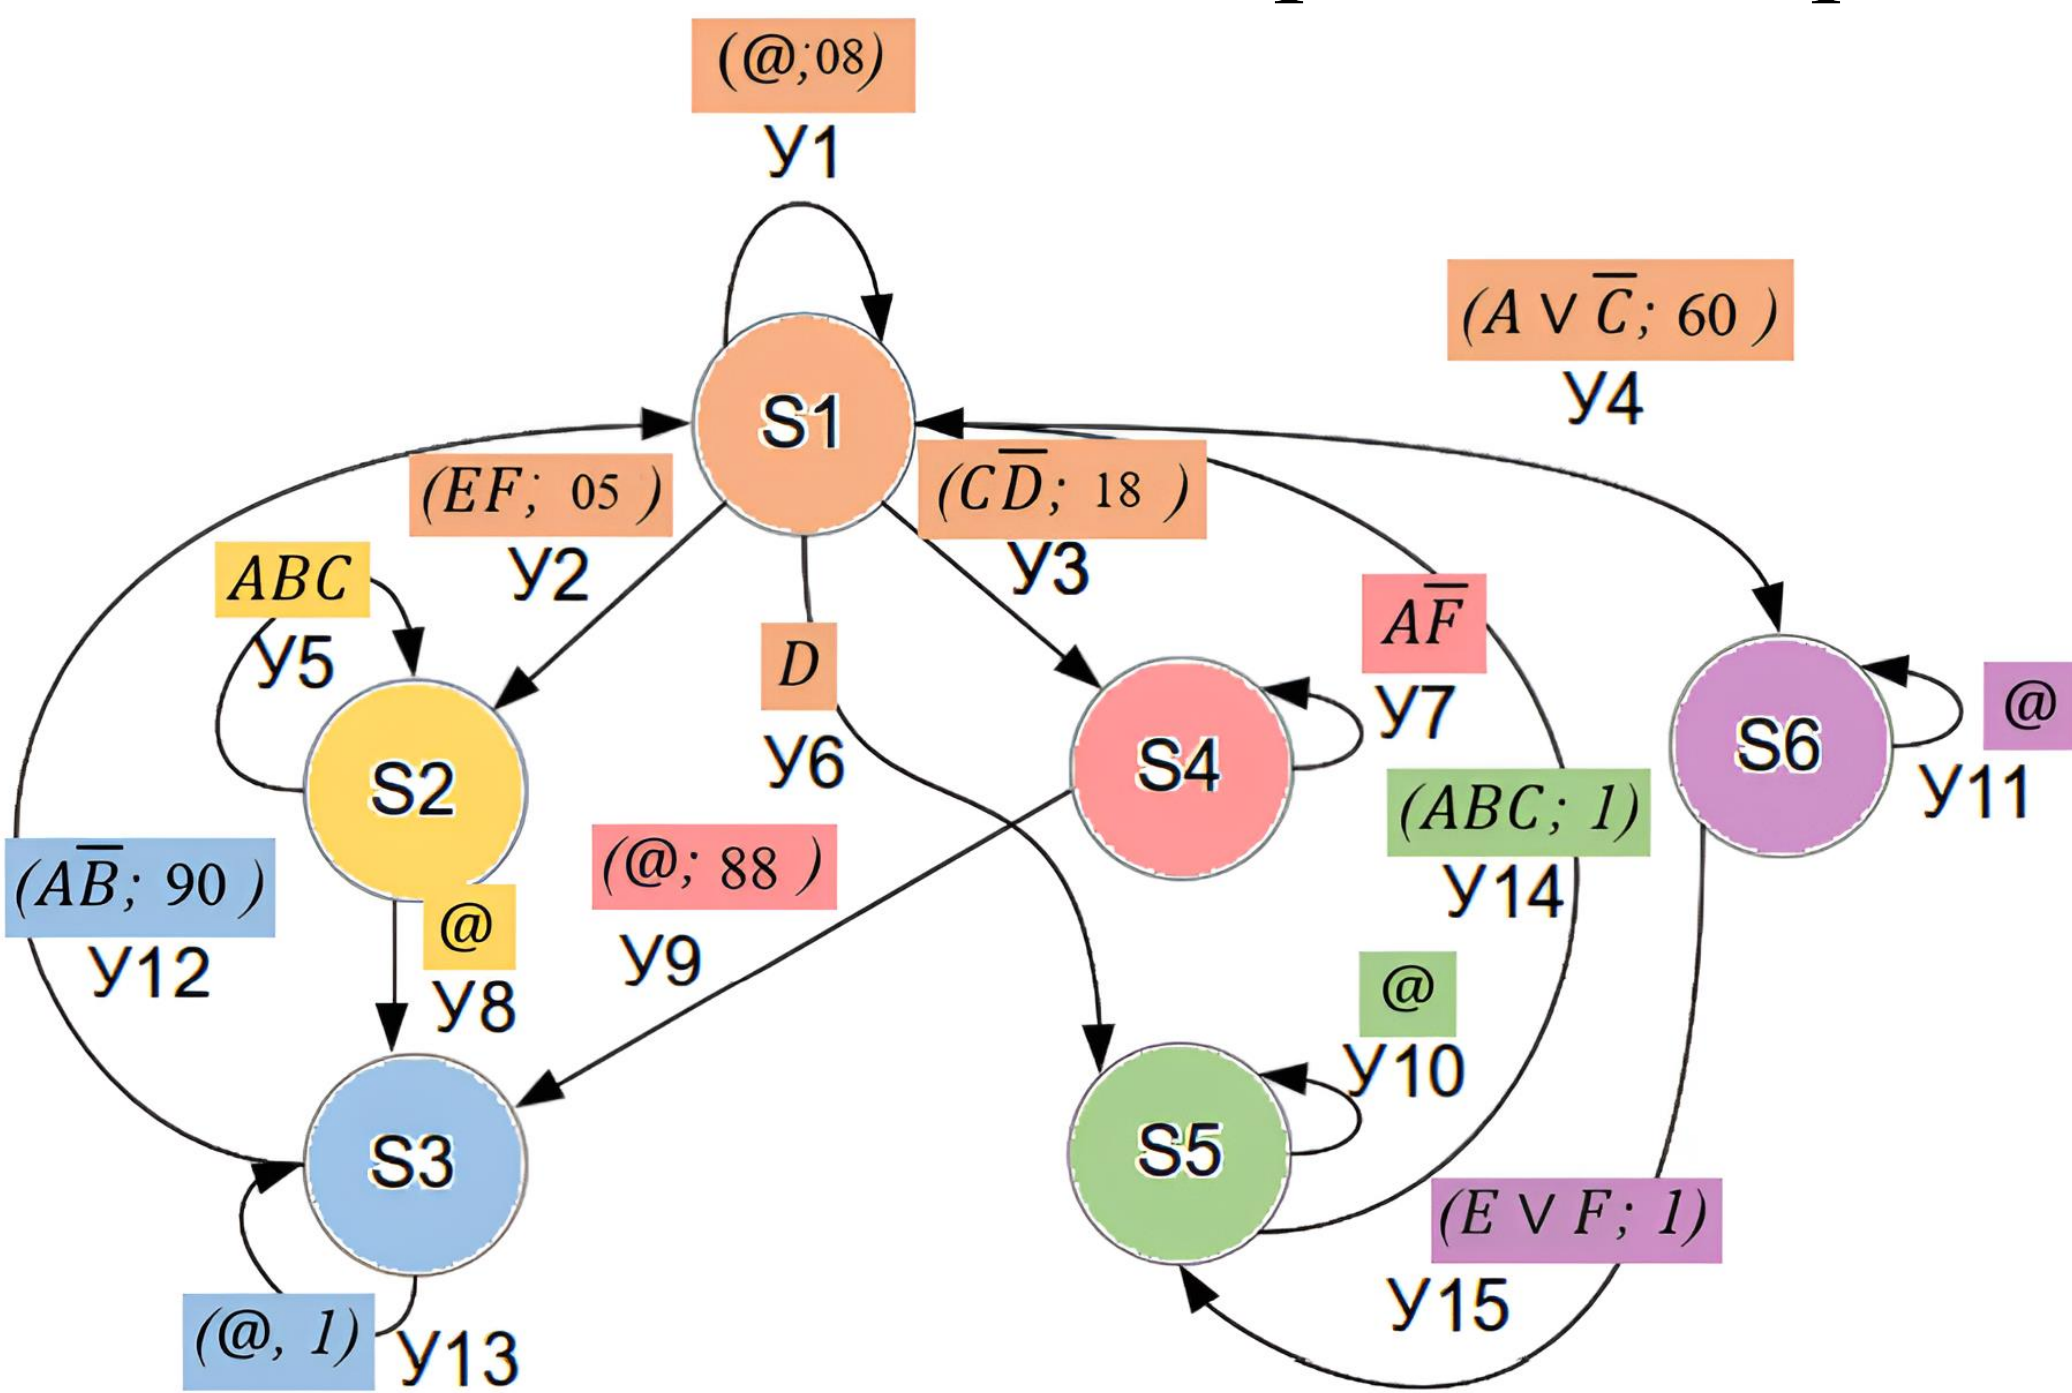 (@;08)
У1
(A ∨ C̅; 60 )
У4
S1
(EF; 05 )
У2
(CD̅; 18 )
У3
ABC
У5
D
У6
AF̅
У7
S2
S4
S6
@
У11
(AB̅; 90 )
У12
@
У8
(@; 88 )
У9
(ABC; 1)
У14
@
У10
S3
S5
(E ∨ F; 1)
У15
(@, 1)
У13